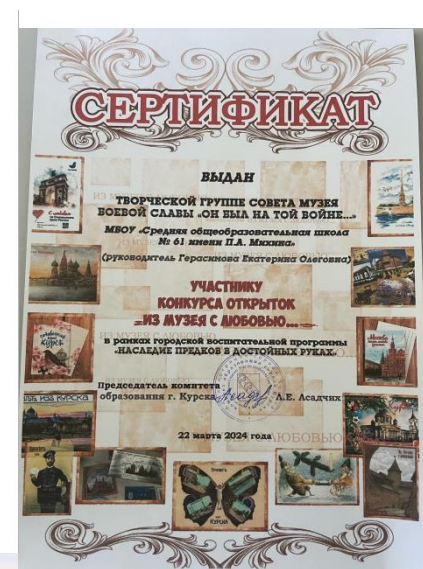 СЕРТИФИКАТ
ВЫДАН
ТВОРЧЕСКОЙ ГРУППЕ СОВЕТА МУЗЕЯ
БОЕВОЙ СЛАВЫ «ОН БЫЛ НА ТОЙ ВОЙНЕ...»
МБОУ «Средняя общеобразовательная школа
№ 61 имени П.А. Михина»
(руководитель Герасимова Екатерина Олеговна)
УЧАСТНИКУ
КОНКУРСА ОТКРЫТОК
«ИЗ МУЗЕЯ С ЛЮБОВЬЮ...»
в рамках городской воспитательной программы
«НАСЛЕДИЕ ПРЕДКОВ В ДОСТОЙНЫХ РУКАХ»
Председатель комитета
образования г. Курска А.Е. Асадчих
22 марта 2024 года